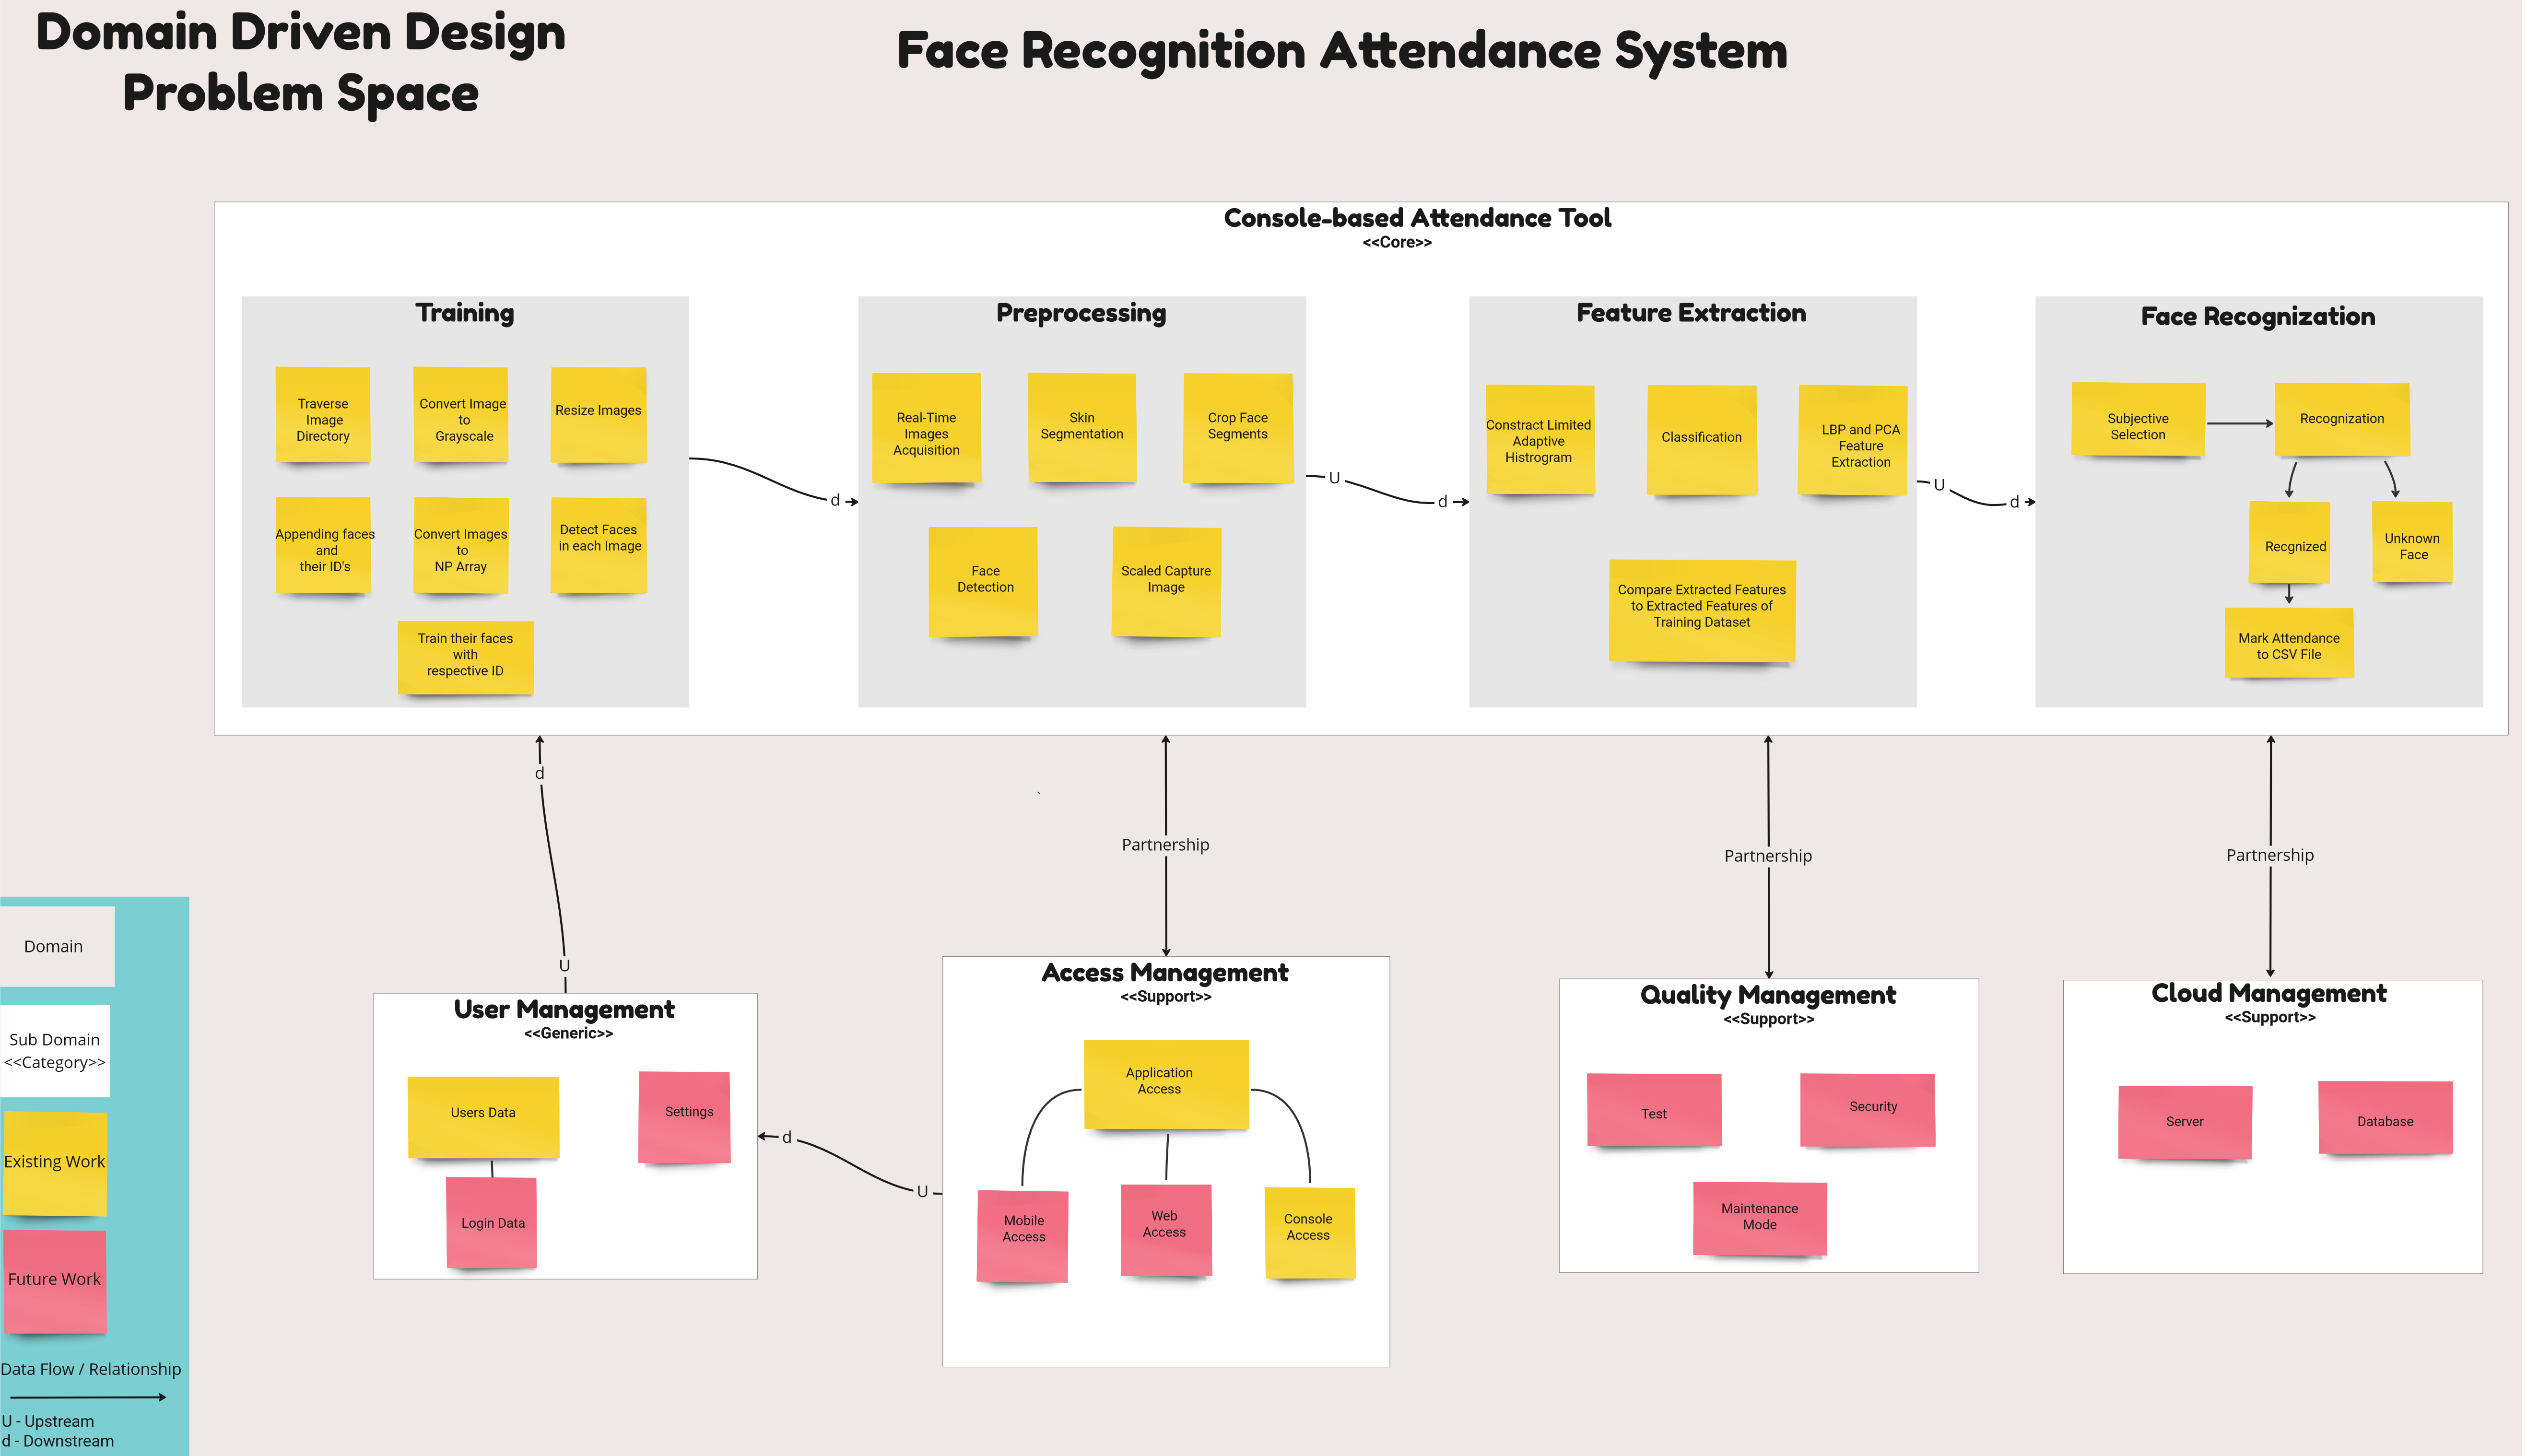 Domain Driven Design
Problem Space
Face Recognition Attendance System
Console-based Attendance Tool
<<Core>>
Training
Traverse
Image
Directory
Convert Image
to
Grayscale
Resize Images
Appending faces
and
their ID's
Convert Images
to
NP Array
Detect Faces
in each Image
Train their faces
with
respective ID
d
Preprocessing
Real-Time
Images
Acquisition
Skin
Segmentation
Crop Face
Segments
Face
Detection
Scaled Capture
Image
U
d
Feature Extraction
Constract Limited
Adaptive
Histrogram
Classification
LBP and PCA
Feature
Extraction
Compare Extracted Features
to Extracted Features of
Training Dataset
U
d
Face Recognization
Subjective
Selection
Recognization
Recgnized
Unknown
Face
Mark Attendance
to CSV File
d
U
Partnership
Partnership
Partnership
`
User Management
<<Generic>>
Users Data
Settings
Login Data
d
U
Access Management
<<Support>>
Application
Access
Mobile
Access
Web
Access
Console
Access
Quality Management
<<Support>>
Test
Security
Maintenance
Mode
Cloud Management
<<Support>>
Server
Database
Domain
Sub Domain
<<Category>>
Existing Work
Future Work
Data Flow / Relationship
U - Upstream
d - Downstream